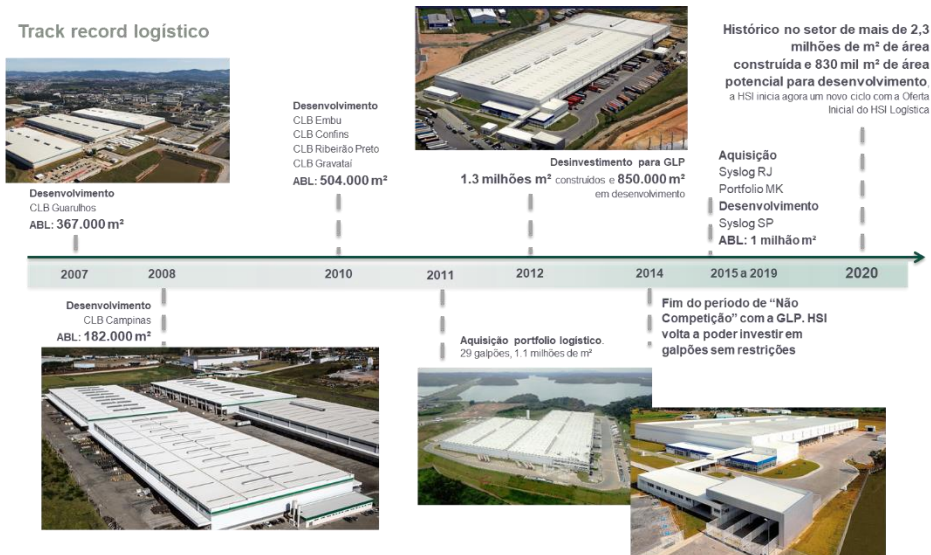 Track record logístico
Histórico no setor de mais de 2,3
milhões de m² de área
construída e 830 mil m² de área
potencial para desenvolvimento,
a HSI inicia agora um novo ciclo com a Oferta
Inicial do HSI Logística
Desenvolvimento
CLB Embu
CLB Confins
CLB Ribeirão Preto
CLB Gravataí
ABL: 504.000 m²
Desinvestimento para GLP
1.3 milhões m² construídos e 850.000 m²
em desenvolvimento
Aquisição
Syslog RJ
Portfolio MK
Desenvolvimento
Syslog SP
ABL: 1 milhão m²
Desenvolvimento
CLB Guarulhos
ABL: 367.000 m²
2007
2008
2010
2011
2012
2014
2015 a 2019
2020
Desenvolvimento
CLB Campinas
ABL: 182.000 m²
Aquisição portfolio logístico.
29 galpões, 1.1 milhões de m²
Fim do periodo de “Não
Competição” com a GLP. HSI
volta a poder investir em
galpões sem restrições